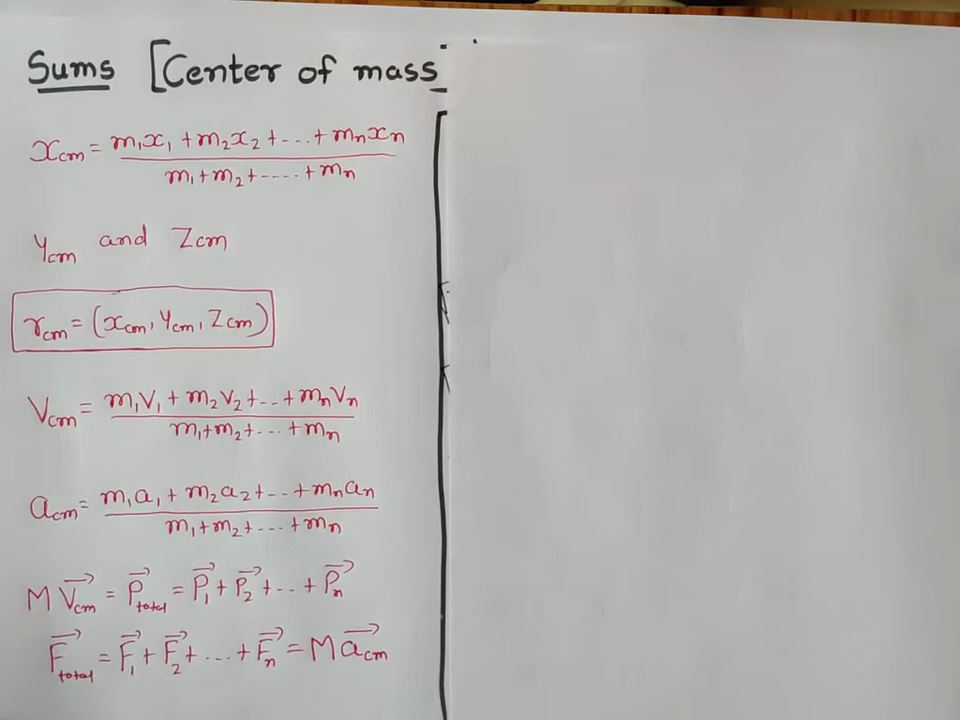 Sums [Center of mass]
xcm = m₁x₁ + m₂x₂ + .... + mₙxₙ / m₁ + m₂ + ..... + mₙ
Ycm and Zcm
rcm = (xcm, Ycm, Zcm)
Vcm = m₁V₁ + m₂V₂ + ... + mₙVₙ / m₁ + m₂ + .... + mₙ
acm = m₁a₁ + m₂a₂ + ... + mₙaₙ / m₁ + m₂ + .... + mₙ
M V⃗cm = P⃗total = P⃗₁ + P⃗₂ + ... + P⃗ₙ
F⃗total = F⃗₁ + F⃗₂ + .... + F⃗ₙ = M a⃗cm